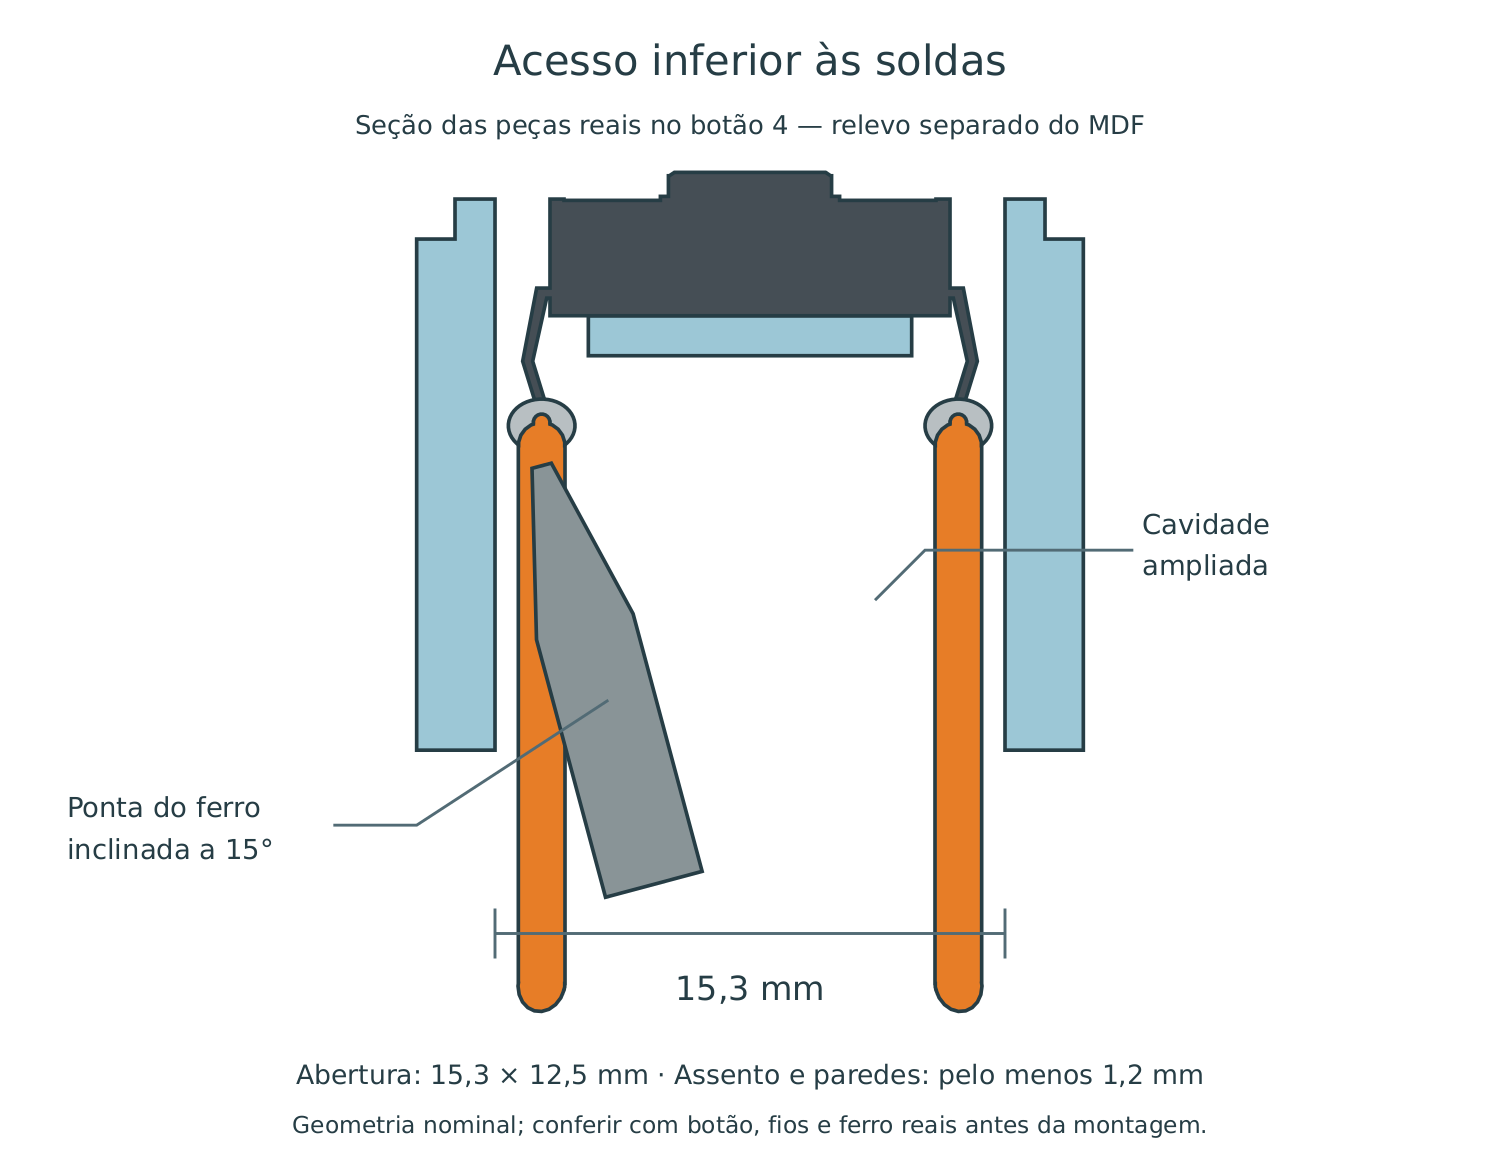 Acesso inferior às soldas
Seção das peças reais no botão 4 — relevo separado do MDF
Cavidade
ampliada
Ponta do ferro
inclinada a 15°
15,3 mm
Abertura: 15,3 × 12,5 mm · Assento e paredes: pelo menos 1,2 mm
Geometria nominal; conferir com botão, fios e ferro reais antes da montagem.